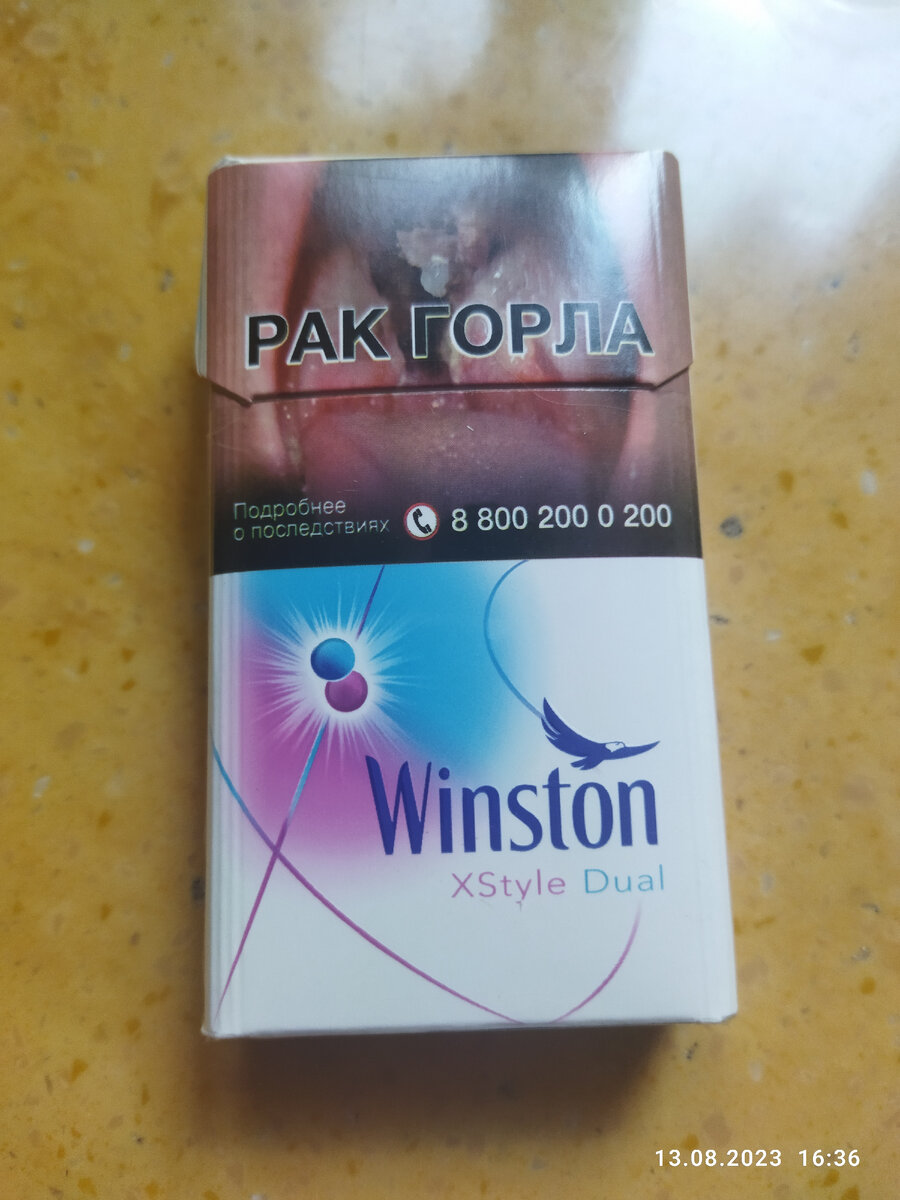 РАК ГОРЛА
Подробнее
о последствиях
8 800 200 0 200
Winston
XStyle Dual
13.08.2023 16:36